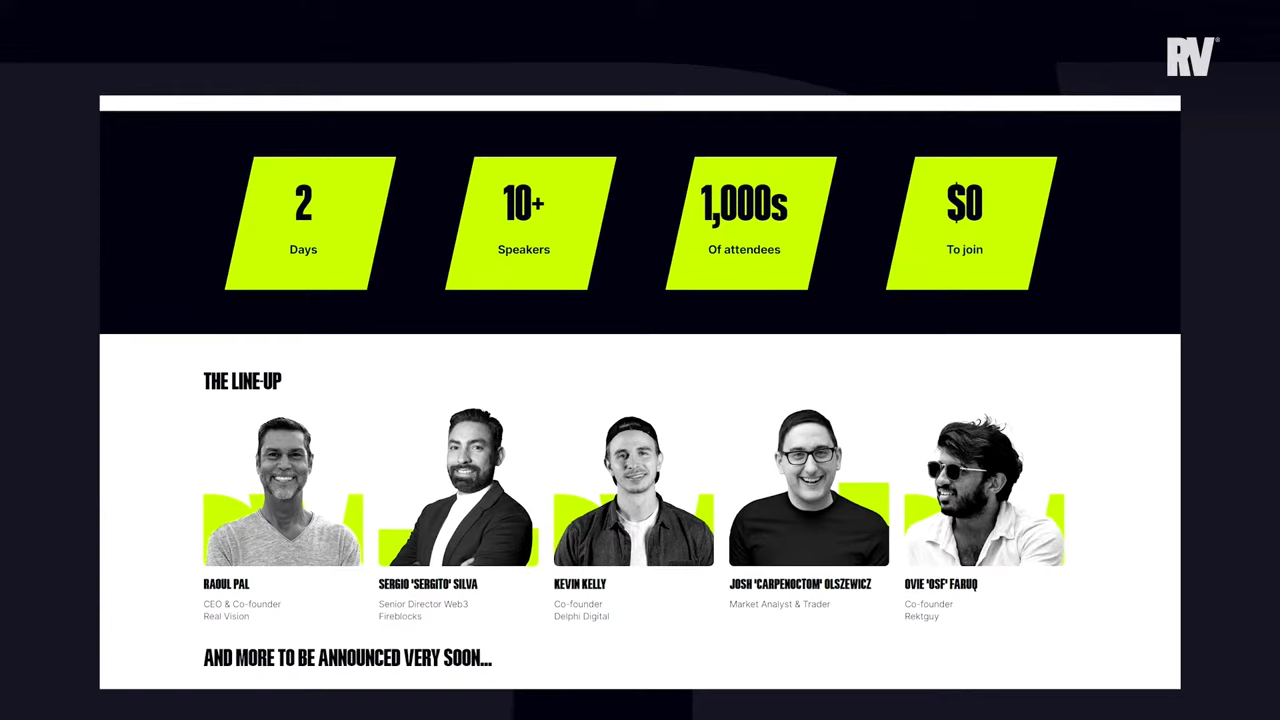 RV®
2
Days
10+
Speakers
1,000s
Of attendees
$0
To join
THE LINE-UP
RAOUL PAL
CEO & Co-founder
Real Vision
SERGIO 'SERGITO' SILVA
Senior Director Web3
Fireblocks
KEVIN KELLY
Co-founder
Delphi Digital
JOSH 'CARPENOCTOM' OLSZEWICZ
Market Analyst & Trader
OVIE 'OSF' FARUQ
Co-founder
Rektguy
AND MORE TO BE ANNOUNCED VERY SOON...